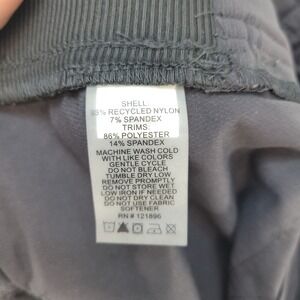 SHELL:
93% RECYCLED NYLON
7% SPANDEX
TRIMS:
86% POLYESTER
14% SPANDEX
MACHINE WASH COLD
WITH LIKE COLORS
GENTLE CYCLE
DO NOT BLEACH
TUMBLE DRY LOW
REMOVE PROMPTLY
DO NOT STORE WET
LOW IRON IF NEEDED
DO NOT DRY CLEAN
DO NOT USE FABRIC
SOFTENER
RN # 121896